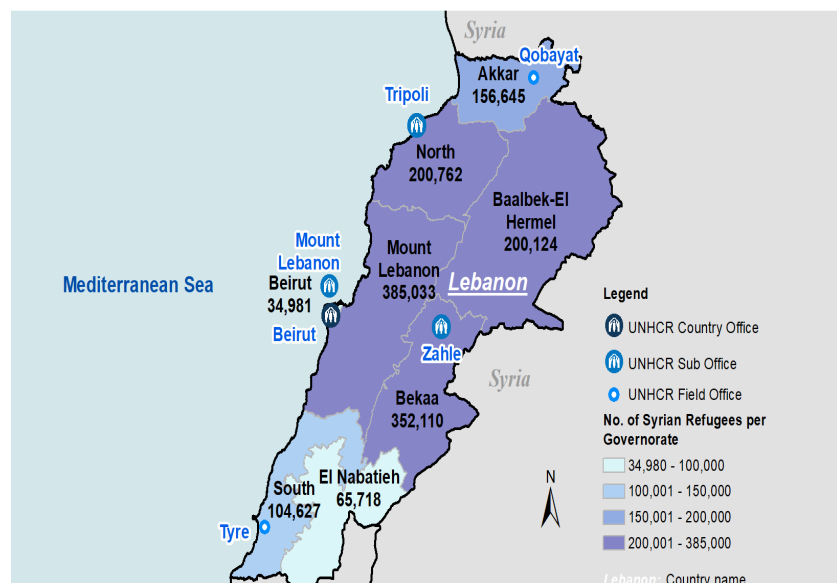 Syria
Qobayat
Akkar
156,645
Tripoli
North
200,762
Baalbek-El
Hermel
200,124
Mount
Lebanon
Mount
Lebanon
385,033
Lebanon
Mediterranean Sea
Beirut
34,981
Beirut
Zahle
Syria
Bekaa
352,110
El Nabatieh
65,718
South
104,627
Tyre
N
Legend
UNHCR Country Office
UNHCR Sub Office
UNHCR Field Office
No. of Syrian Refugees per
Governorate
34,980 - 100,000
100,001 - 150,000
150,001 - 200,000
200,001 - 385,000
Lebanon: Country name